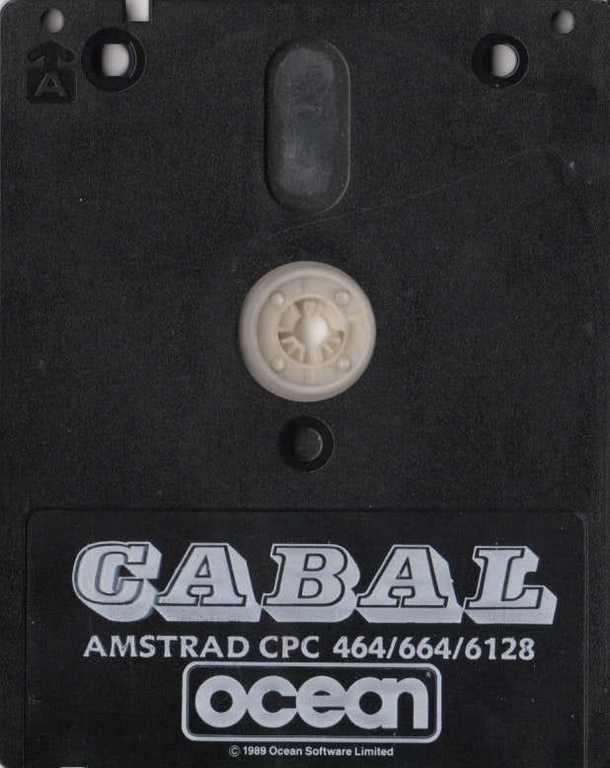 A
CABAL
AMSTRAD CPC 464/664/6128
ocean®
© 1989 Ocean Software Limited